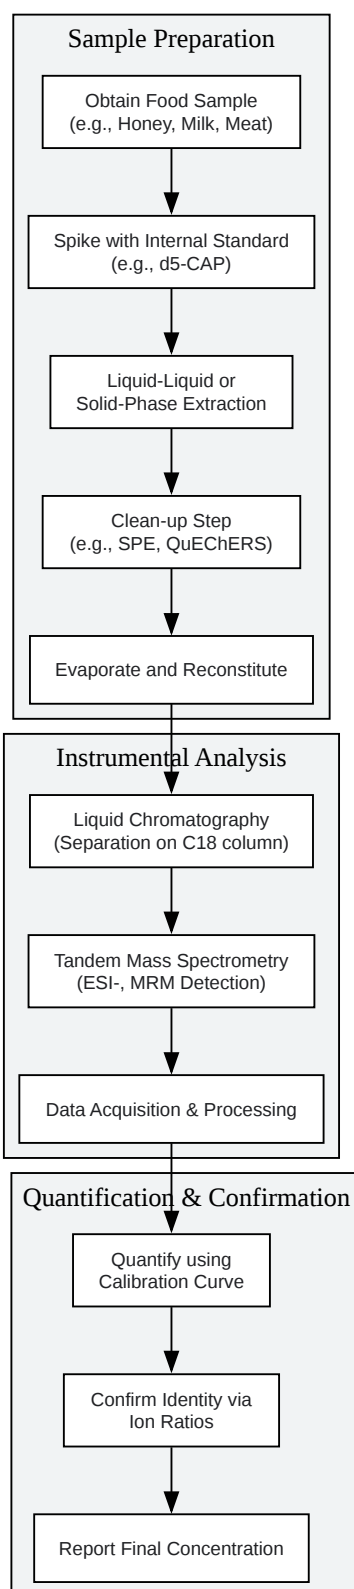 Sample Preparation
Obtain Food Sample
(e.g., Honey, Milk, Meat)
Spike with Internal Standard
(e.g., d5-CAP)
Liquid-Liquid or
Solid-Phase Extraction
Clean-up Step
(e.g., SPE, QuEChERS)
Evaporate and Reconstitute
Instrumental Analysis
Liquid Chromatography
(Separation on C18 column)
Tandem Mass Spectrometry
(ESI-, MRM Detection)
Data Acquisition & Processing
Quantification & Confirmation
Quantify using
Calibration Curve
Confirm Identity via
Ion Ratios
Report Final Concentration